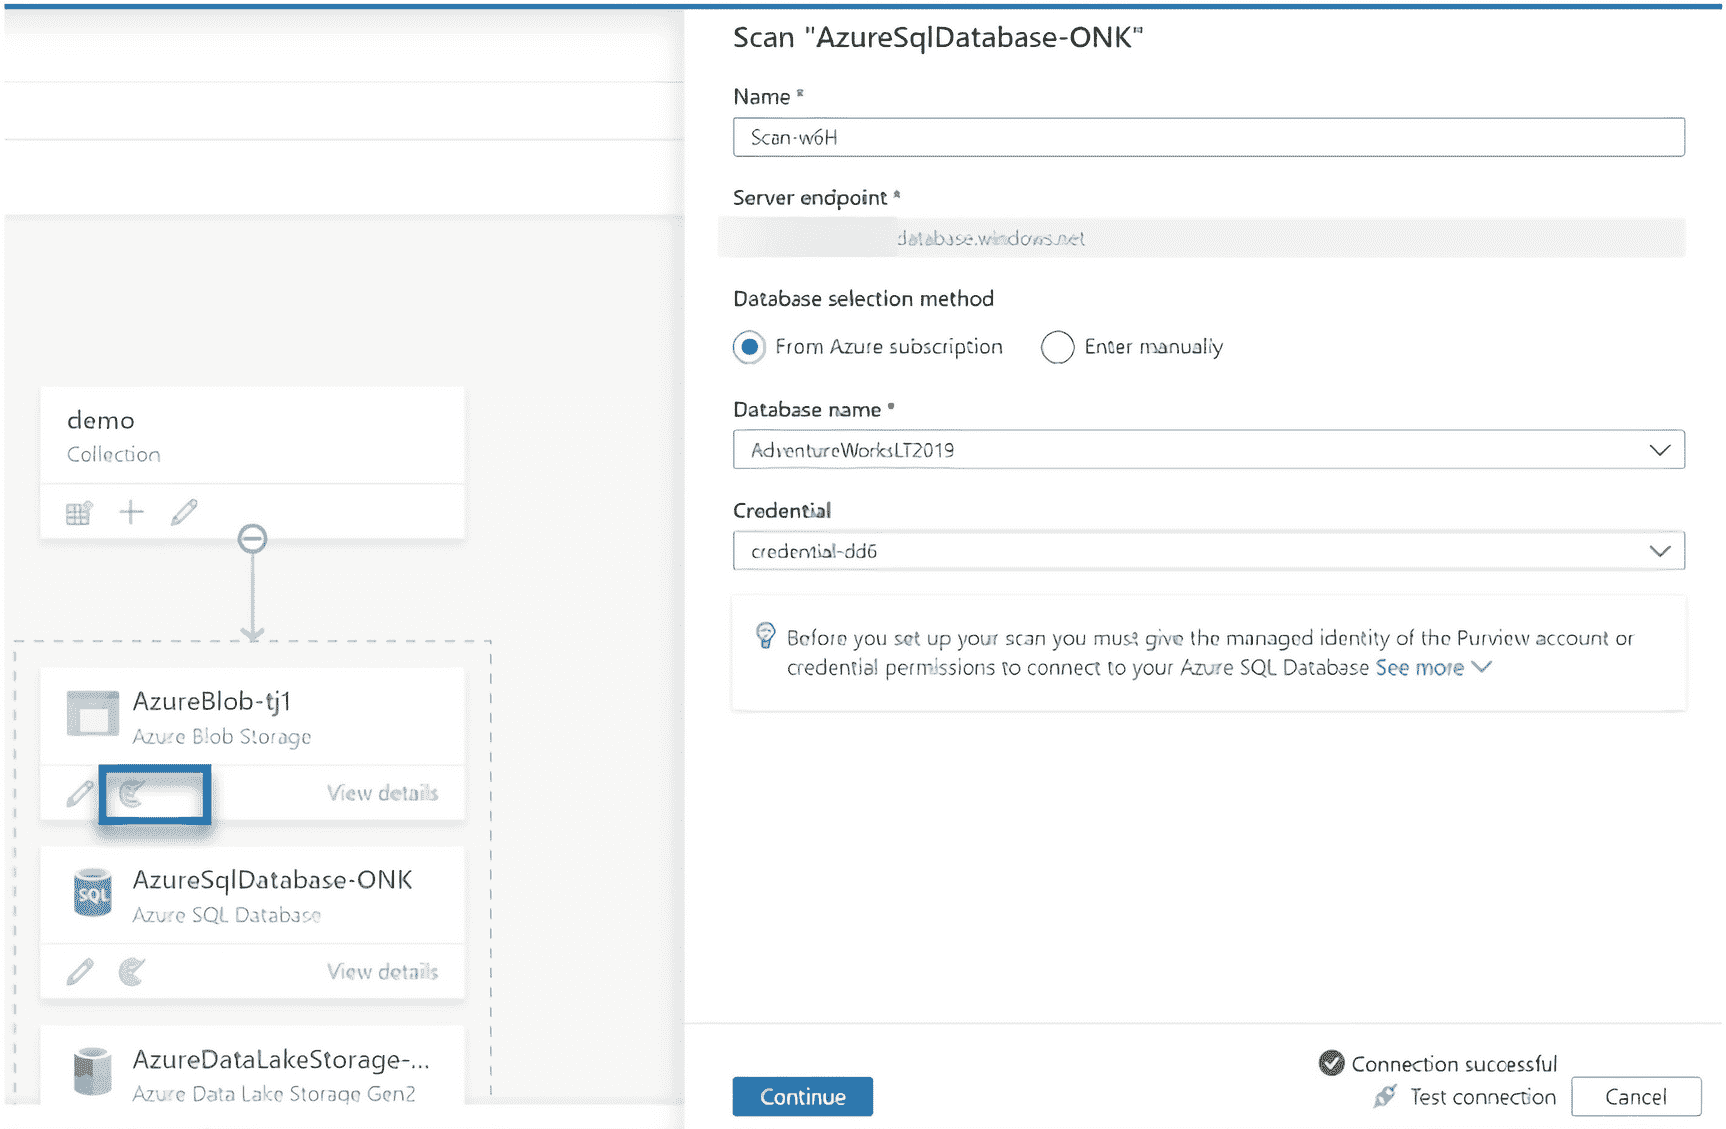 Scan "AzureSqlDatabase-ONK"
Name *
Scan-w6H
Server endpoint *
database.windows.net
Database selection method
From Azure subscription
Enter manually
Database name *
AdventureWorksLT2019
Credential
credential-dd6
Before you set up your scan you must give the managed identity of the Purview account or
credential permissions to connect to your Azure SQL Database See more
Connection successful
Continue
Test connection
Cancel
demo
Collection
AzureBlob-tj1
Azure Blob Storage
View details
SQL
AzureSqlDatabase-ONK
Azure SQL Database
View details
AzureDataLakeStorage-...
Azure Data Lake Storage Gen2